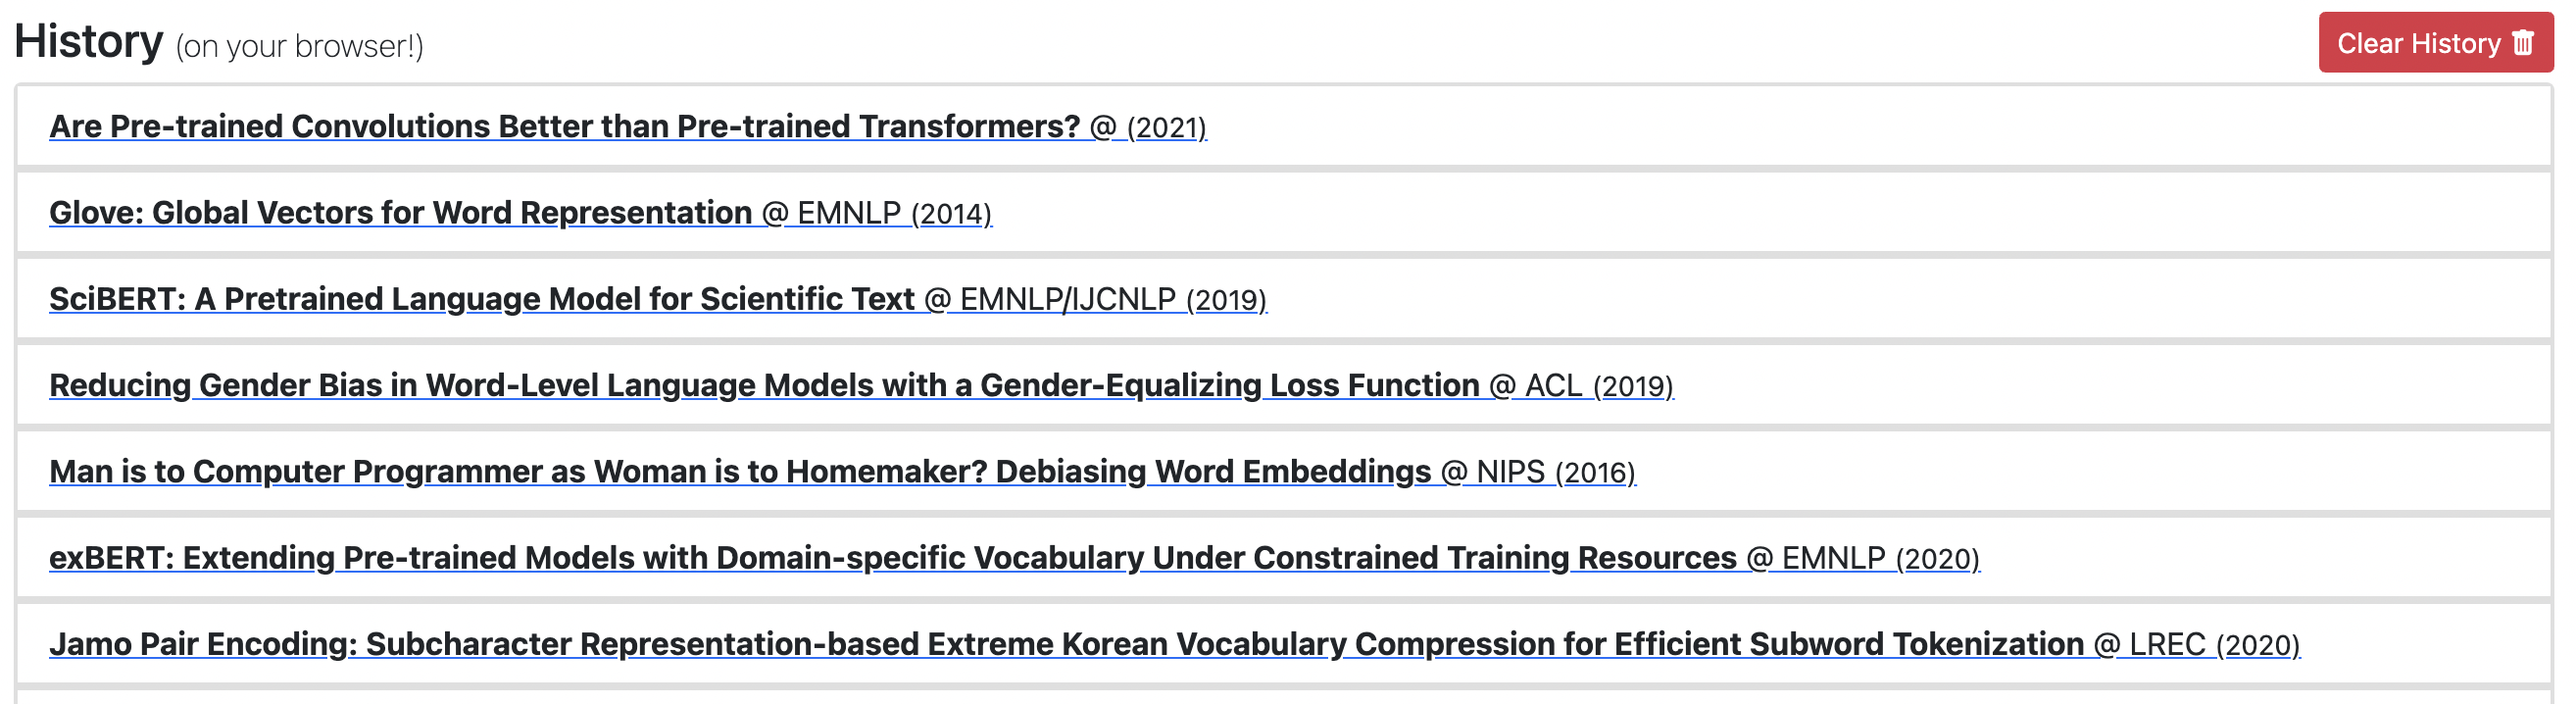 History (on your browser!)
Clear History
Are Pre-trained Convolutions Better than Pre-trained Transformers? @ (2021)
Glove: Global Vectors for Word Representation @ EMNLP (2014)
SciBERT: A Pretrained Language Model for Scientific Text @ EMNLP/IJCNLP (2019)
Reducing Gender Bias in Word-Level Language Models with a Gender-Equalizing Loss Function @ ACL (2019)
Man is to Computer Programmer as Woman is to Homemaker? Debiasing Word Embeddings @ NIPS (2016)
exBERT: Extending Pre-trained Models with Domain-specific Vocabulary Under Constrained Training Resources @ EMNLP (2020)
Jamo Pair Encoding: Subcharacter Representation-based Extreme Korean Vocabulary Compression for Efficient Subword Tokenization @ LREC (2020)